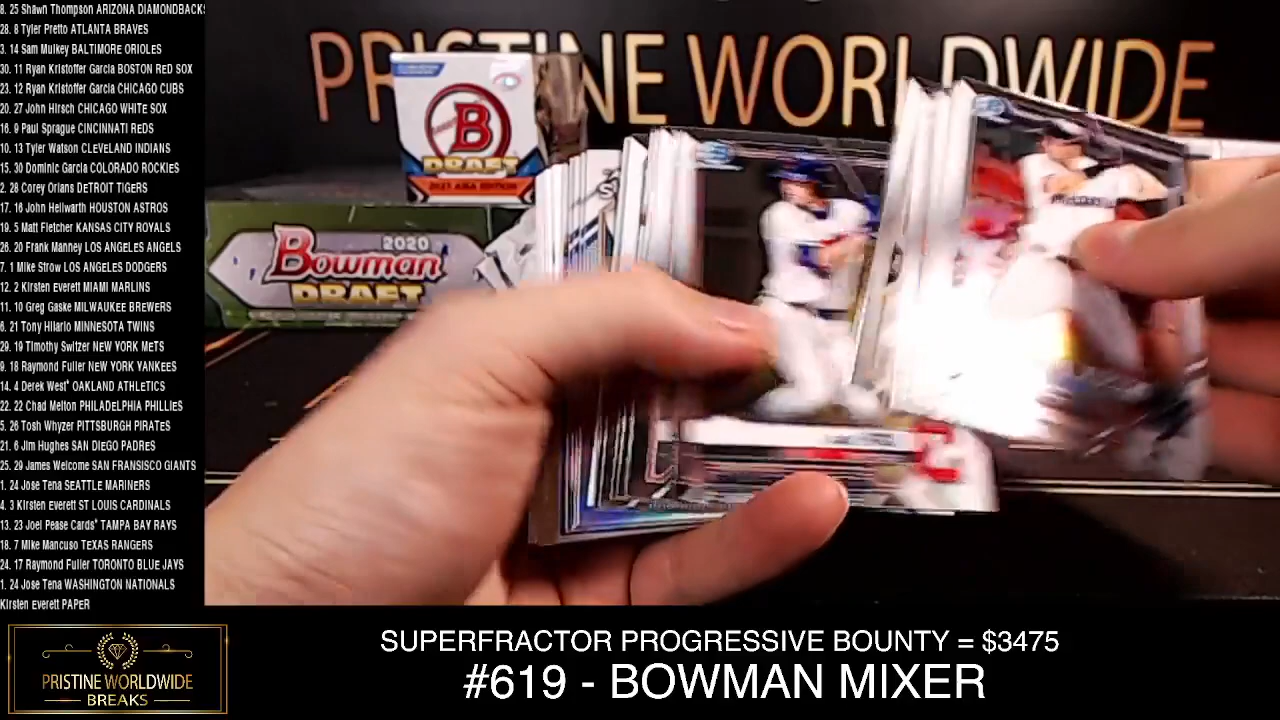 8. 25 Shawn Thompson ARIZONA DIAMONDBACKS
28. 8 Tyler Pretto ATLANTA BRAVES
3. 14 Sam Mulkey BALTIMORE ORIOLES
30. 11 Ryan Kristoffer Garcia BOSTON RED SOX
23. 12 Ryan Kristoffer Garcia CHICAGO CUBS
20. 27 John Hirsch CHICAGO WHITE SOX
16. 9 Paul Sprague CINCINNATI REDS
10. 13 Tyler Watson CLEVELAND INDIANS
15. 30 Dominic Garcia COLORADO ROCKIES
2. 28 Corey Orians DETROIT TIGERS
17. 16 John Hellwarth HOUSTON ASTROS
19. 5 Matt Fletcher KANSAS CITY ROYALS
26. 20 Frank Manney LOS ANGELES ANGELS
7. 1 Mike Strow LOS ANGELES DODGERS
12. 2 Kirsten Everett MIAMI MARLINS
11. 10 Greg Gaske MILWAUKEE BREWERS
6. 21 Tony Hilario MINNESOTA TWINS
29. 19 Timothy Switzer NEW YORK METS
9. 18 Raymond Fuller NEW YORK YANKEES
14. 4 Derek West* OAKLAND ATHLETICS
22. 22 Chad Melton PHILADELPHIA PHILLIES
5. 26 Tosh Whyzer PITTSBURGH PIRATES
21. 6 Jim Hughes SAN DIEGO PADRES
25. 29 James Welcome SAN FRANSISCO GIANTS
1. 24 Jose Tena SEATTLE MARINERS
4. 3 Kirsten Everett ST LOUIS CARDINALS
13. 23 Joel Pease Cards* TAMPA BAY RAYS
18. 7 Mike Mancuso TEXAS RANGERS
24. 17 Raymond Fuller TORONTO BLUE JAYS
1. 24 Jose Tena WASHINGTON NATIONALS
Kirsten Everett PAPER
PRISTINE WORLDWIDE
B
DRAFT
2021 ASIA EDITION
2020
Bowman
DRAFT
PRISTINE WORLDWIDE
BREAKS
SUPERFRACTOR PROGRESSIVE BOUNTY = $3475
#619 - BOWMAN MIXER